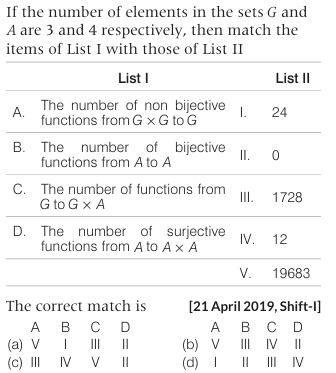 If the number of elements in the sets G and
A are 3 and 4 respectively, then match the
items of List I with those of List II
List I List II
A. The number of non bijective
functions from G × G to G I. 24
B. The number of bijective
functions from A to A II. 0
C. The number of functions from
G to G × A III. 1728
D. The number of surjective
functions from A to A × A IV. 12
V. 19683
The correct match is [21 April 2019, Shift-I]
A B C D A B C D
(a) V I III II (b) V III IV II
(c) III IV V II (d) I II III IV